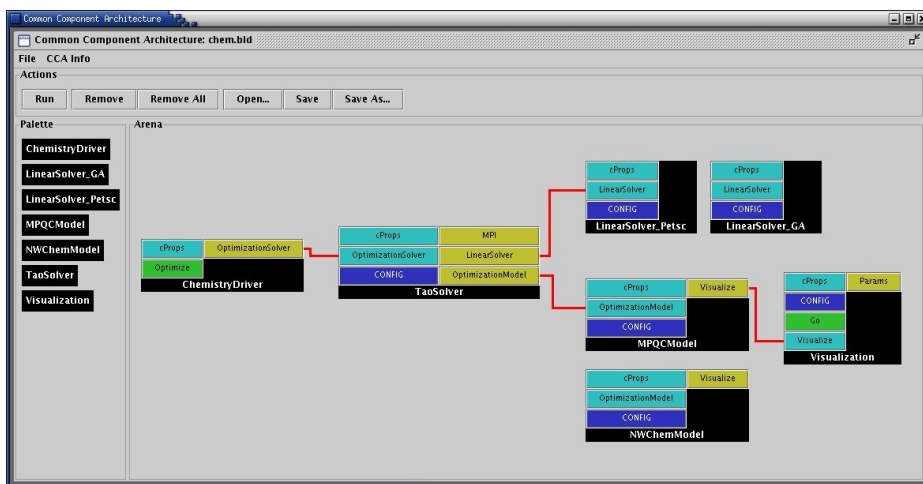 Common Component Architecture
Common Component Architecture: chem.bld
File CCA Info
Actions
Run Remove Remove All Open... Save Save As...
Palette
ChemistryDriver
LinearSolver_GA
LinearSolver_Petsc
MPQCModel
NWChemModel
TaoSolver
Visualization
Arena
cProps OptimizationSolver
Optimize
ChemistryDriver
cProps MPI
OptimizationSolver LinearSolver
CONFIG OptimizationModel
TaoSolver
cProps
LinearSolver
CONFIG
LinearSolver_Petsc
cProps
LinearSolver
CONFIG
LinearSolver_GA
cProps Visualize
OptimizationModel
CONFIG
MPQCModel
cProps Params
CONFIG
Go
Visualize
Visualization
cProps Visualize
OptimizationModel
CONFIG
NWChemModel